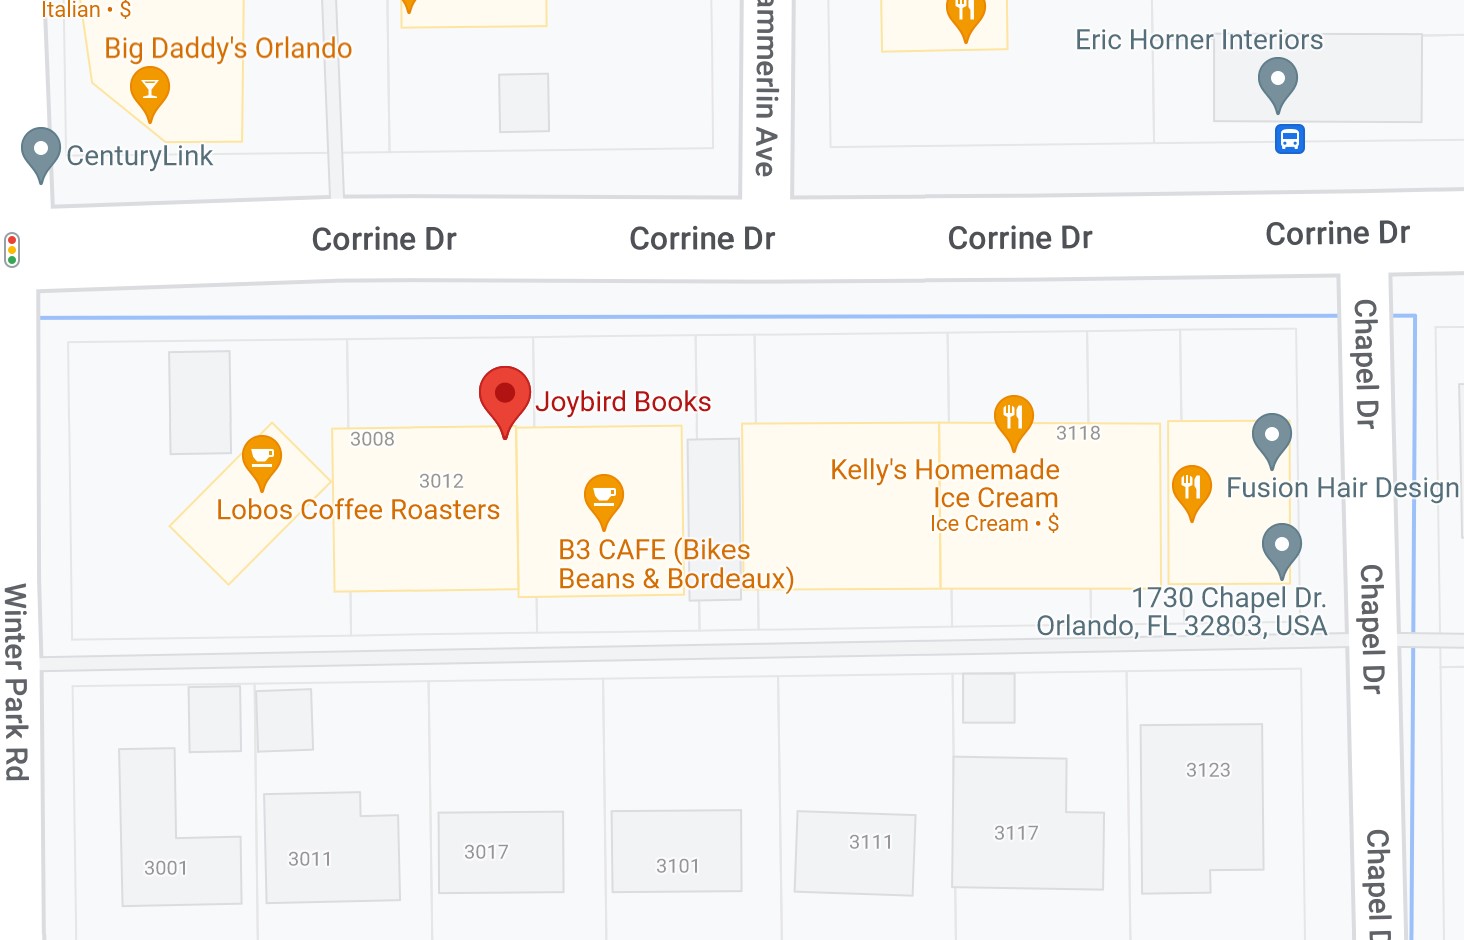 Italian • $
Big Daddy's Orlando
CenturyLink
ammerlin Ave
Eric Horner Interiors
Corrine Dr
Corrine Dr
Corrine Dr
Corrine Dr
Chapel Dr
Joybird Books
3008
3012
Lobos Coffee Roasters
B3 CAFE (Bikes
Beans & Bordeaux)
3118
Kelly's Homemade
Ice Cream
Ice Cream • $
Fusion Hair Design
1730 Chapel Dr.
Orlando, FL 32803, USA
Chapel Dr
Winter Park Rd
3001
3011
3017
3101
3111
3117
3123
Chapel D